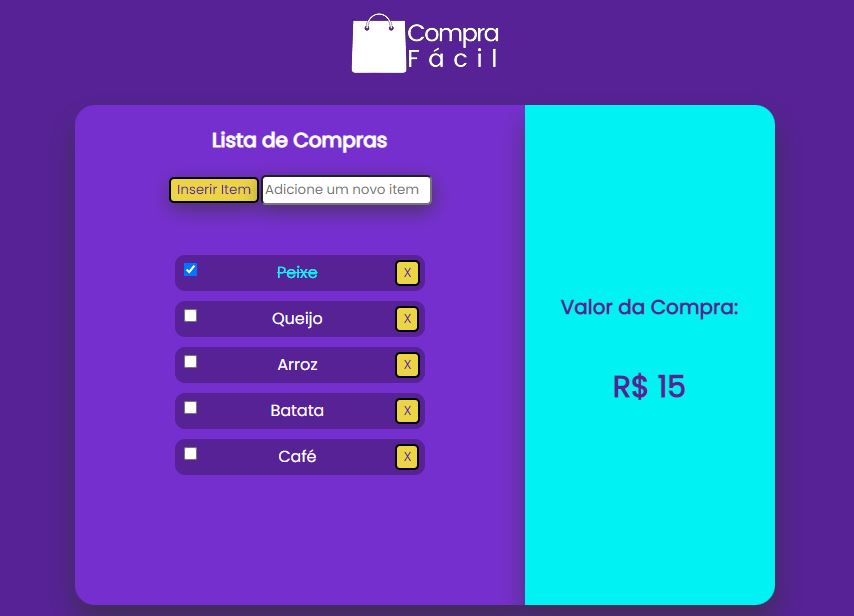 Compra
Fácil
Lista de Compras
Inserir Item
Adicione um novo item
Peixe
X
Queijo
X
Arroz
X
Batata
X
Café
X
Valor da Compra:
R$ 15